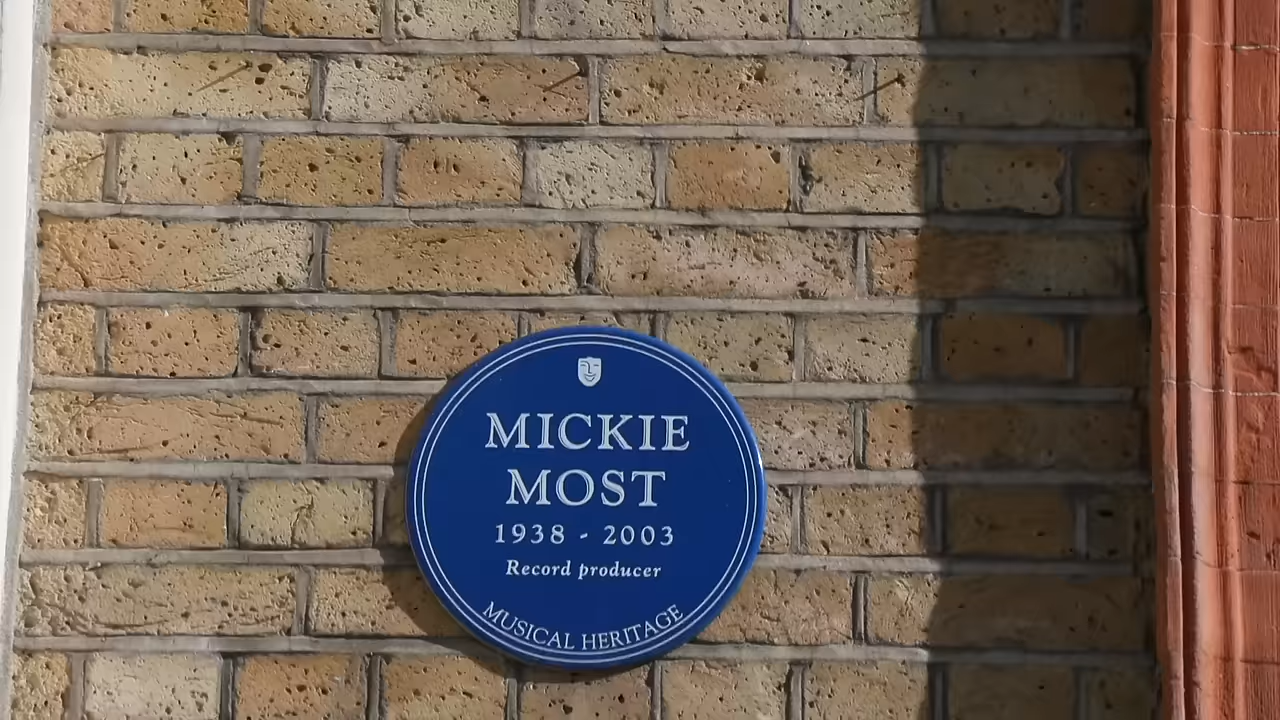 MICKIE
MOST
1938 - 2003
Record producer
MUSICAL HERITAGE